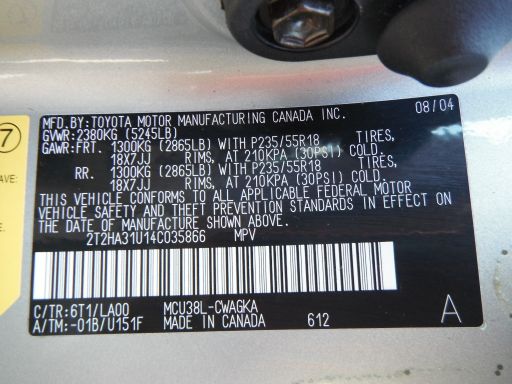 MFD.BY:TOYOTA MOTOR MANUFACTURING CANADA INC. 08/04
GVWR:2380KG (5245LB)
GAWR:FRT. 1300KG (2865LB) WITH P235/55R18 TIRES,
18X7JJ RIMS, AT 210KPA (30PSI) COLD.
RR. 1300KG (2865LB) WITH P235/55R18 TIRES,
18X7JJ RIMS, AT 210KPA (30PSI) COLD.
THIS VEHICLE CONFORMS TO ALL APPLICABLE FEDERAL MOTOR
VEHICLE SAFETY AND THEFT PREVENTION STANDARDS IN EFFECT ON
THE DATE OF MANUFACTURE SHOWN ABOVE.
2T2HA31U14C035866 MPV
C/TR:6T1/LA00 MCU38L-CWAGKA
A/TM:-01B/U151F MADE IN CANADA 612 A
7
AVE: